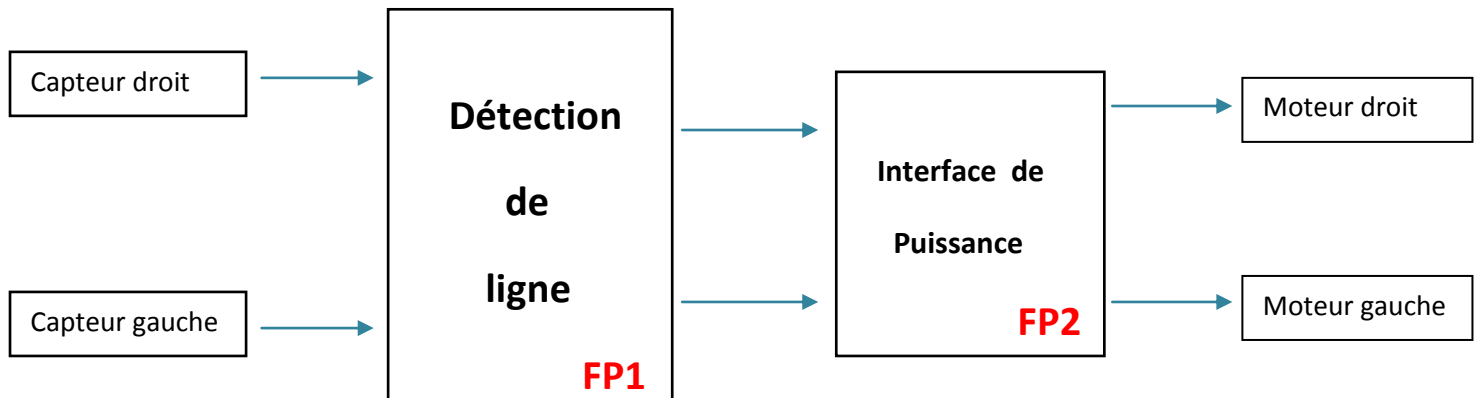 Capteur droit
Capteur gauche
Détection
de
ligne
FP1
Interface de
Puissance
FP2
Moteur droit
Moteur gauche